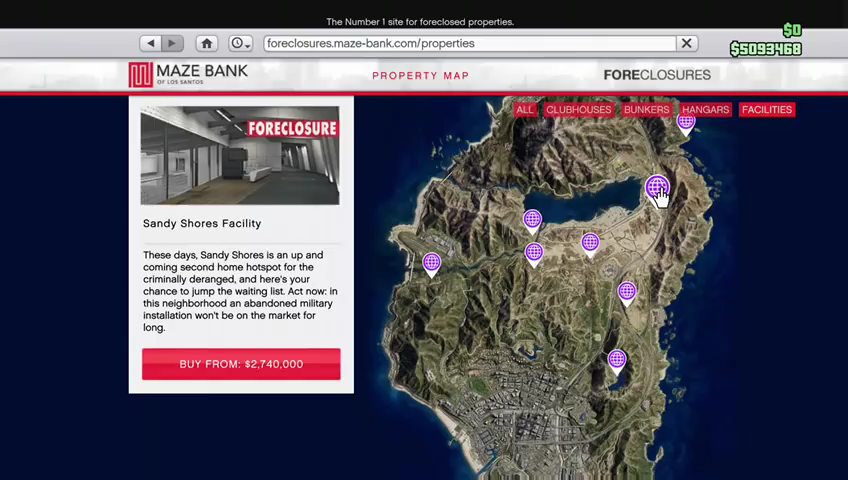 The Number 1 site for foreclosed properties.
$0
$5093468
foreclosures.maze-bank.com/properties
MAZE BANK
OF LOS SANTOS
PROPERTY MAP
FORECLOSURES
ALL CLUBHOUSES BUNKERS HANGARS FACILITIES
FORECLOSURE
Sandy Shores Facility
These days, Sandy Shores is an up and
coming second home hotspot for the
criminally deranged, and here's your
chance to jump the waiting list. Act now: in
this neighborhood an abandoned military
installation won't be on the market for
long.
BUY FROM: $2,740,000